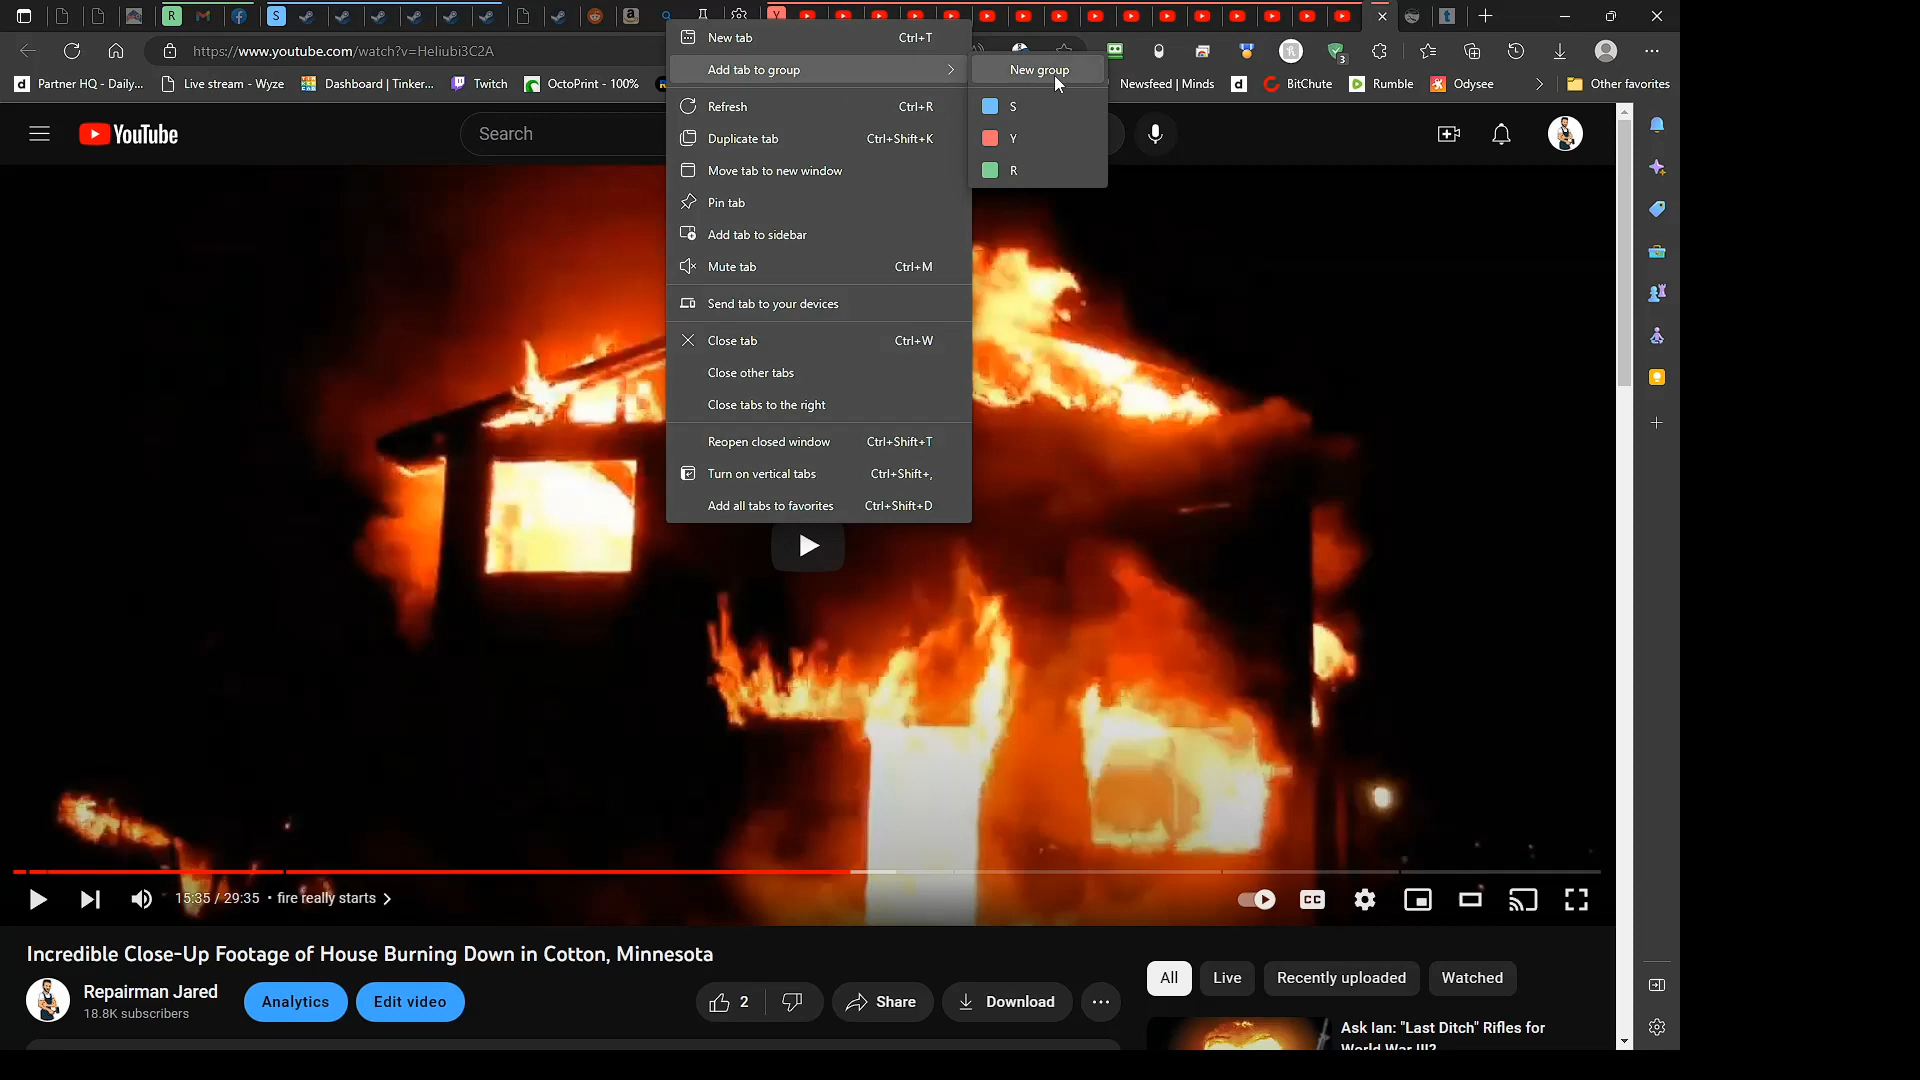 R
S
Y
https://www.youtube.com/watch?v=Heliubi3C2A
3
Partner HQ - Daily...
Live stream - Wyze
Dashboard | Tinker...
Twitch
OctoPrint - 100%
Newsfeed | Minds
BitChute
Rumble
Odysee
Other favorites
YouTube
Search
New tab Ctrl+T
Add tab to group
Refresh Ctrl+R
Duplicate tab Ctrl+Shift+K
Move tab to new window
Pin tab
Add tab to sidebar
Mute tab Ctrl+M
Send tab to your devices
Close tab Ctrl+W
Close other tabs
Close tabs to the right
Reopen closed window Ctrl+Shift+T
Turn on vertical tabs Ctrl+Shift+,
Add all tabs to favorites Ctrl+Shift+D
New group
S
Y
R
15:35 / 29:35 • fire really starts
CC
Incredible Close-Up Footage of House Burning Down in Cotton, Minnesota
Repairman Jared
18.8K subscribers
Analytics
Edit video
2
Share
Download
All
Live
Recently uploaded
Watched
Ask Ian: "Last Ditch" Rifles for
World War III?